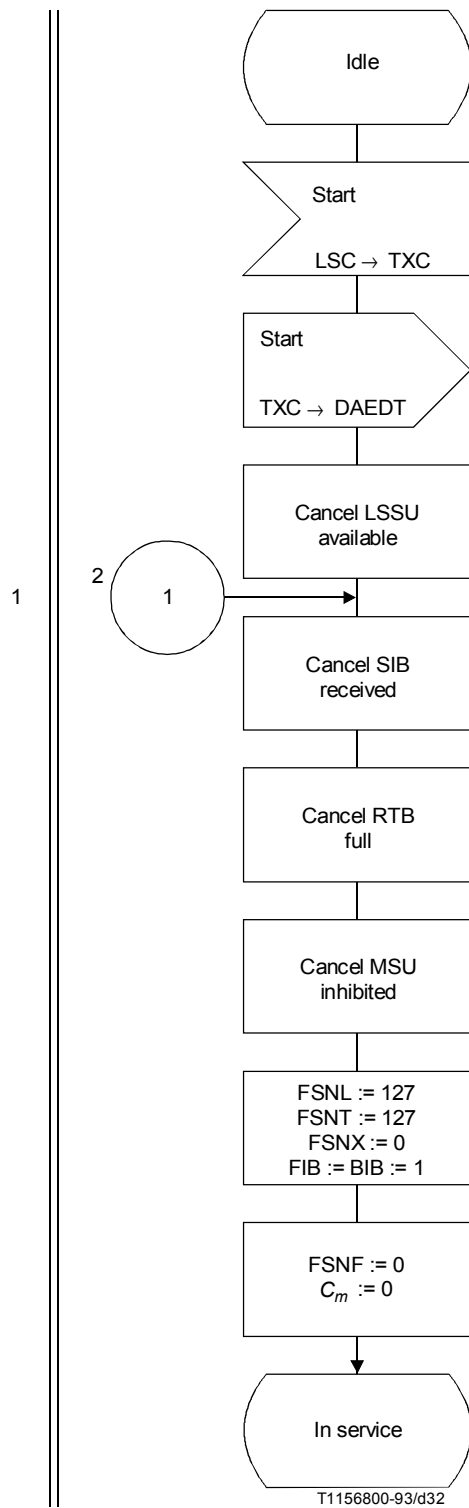 Idle
Start
LSC → TXC
Start
TXC → DAEDT
Cancel LSSU
available
2
1
1
Cancel SIB
received
Cancel RTB
full
Cancel MSU
inhibited
FSNL := 127
FSNT := 127
FSNX := 0
FIB := BIB := 1
FSNF := 0
Cm := 0
In service
T1156800-93/d32